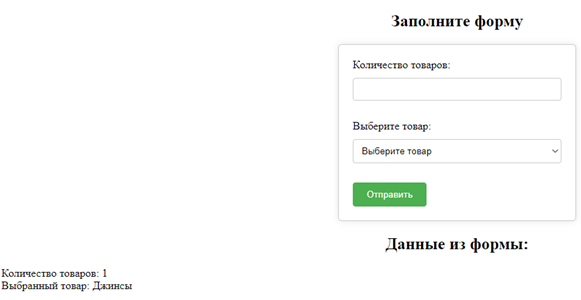 Заполните форму
Количество товаров:
Выберите товар:
Выберите товар
Отправить
Данные из формы:
Количество товаров: 1
Выбранный товар: Джинсы